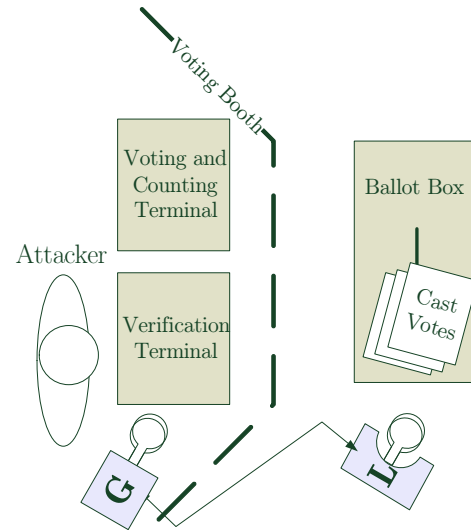 Voting Booth
Voting and
Counting
Terminal
Ballot Box
Attacker
Cast
Votes
Verification
Terminal
G
L